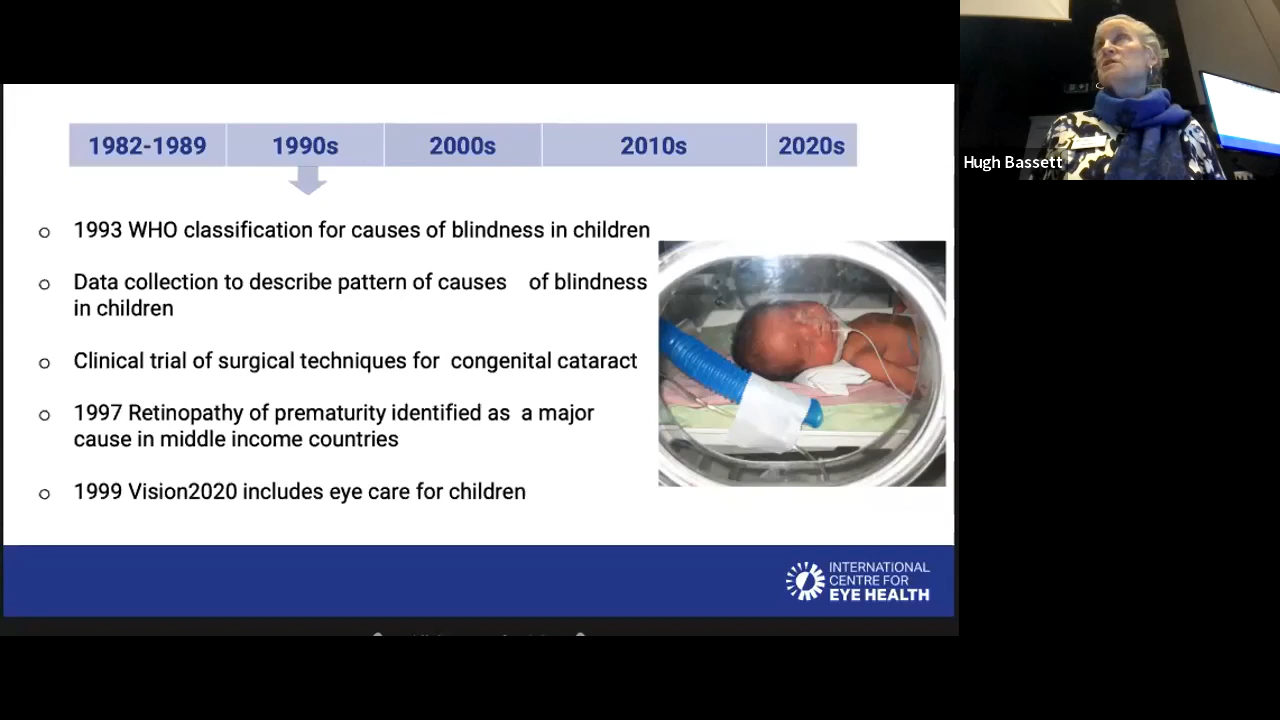 1982-1989 1990s 2000s 2010s 2020s
Hugh Bassett
1993 WHO classification for causes of blindness in children
Data collection to describe pattern of causes of blindness
in children
Clinical trial of surgical techniques for congenital cataract
1997 Retinopathy of prematurity identified as a major
cause in middle income countries
1999 Vision2020 includes eye care for children
INTERNATIONAL
CENTRE FOR
EYE HEALTH